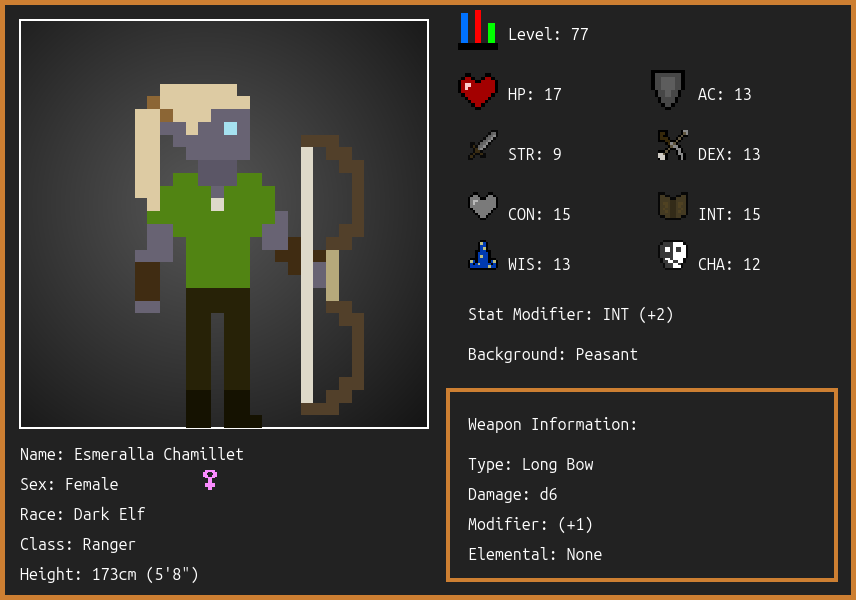 Level: 77
HP: 17
AC: 13
STR: 9
DEX: 13
CON: 15
INT: 15
WIS: 13
CHA: 12
Stat Modifier: INT (+2)
Background: Peasant
Weapon Information:
Type: Long Bow
Damage: d6
Modifier: (+1)
Elemental: None
Name: Esmeralla Chamillet
Sex: Female
Race: Dark Elf
Class: Ranger
Height: 173cm (5'8")